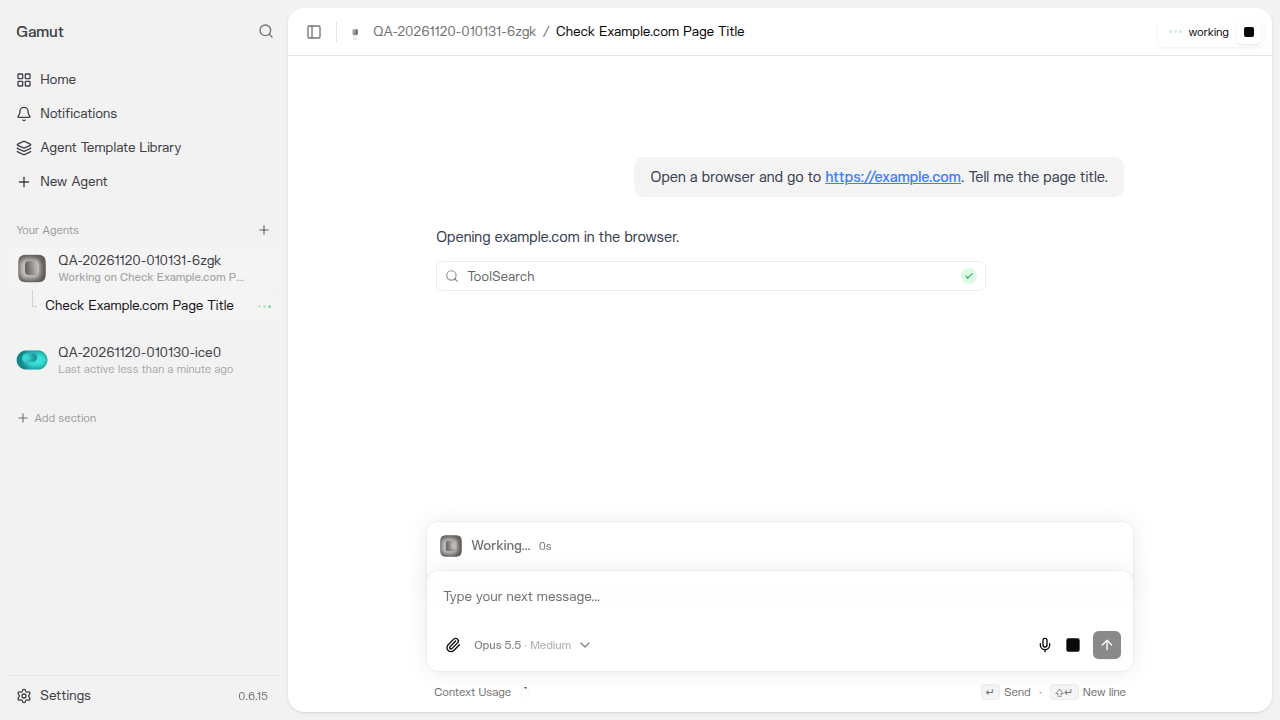 Gamut
Home
Notifications
Agent Template Library
New Agent
Your Agents
QA-20261120-010131-6zgk
Working on Check Example.com P...
Check Example.com Page Title
QA-20261120-010130-ice0
Last active less than a minute ago
Add section
Settings
0.6.15
QA-20261120-010131-6zgk / Check Example.com Page Title
working
Open a browser and go to https://example.com. Tell me the page title.
Opening example.com in the browser.
ToolSearch
Working... 0s
Type your next message...
Opus 5.5 · Medium
Context Usage
Send · New line